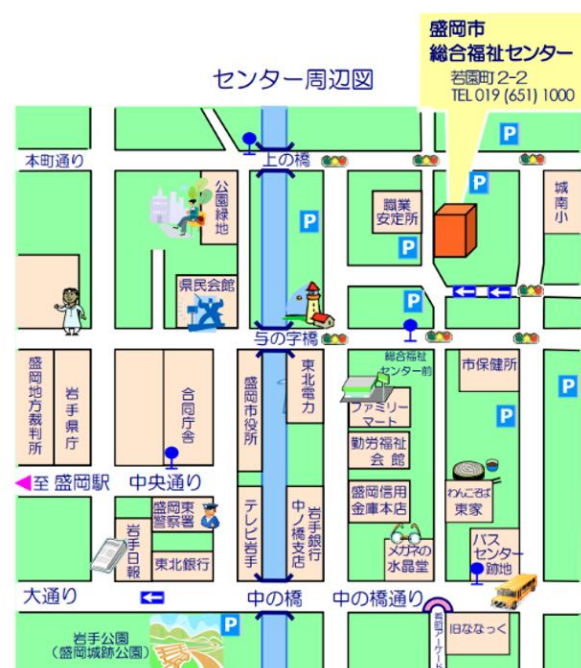 盛岡市
総合福祉センター
若園町2-2
TEL 019 (651) 1000
センター周辺図
P
本町通り
上の橋
P
公園緑地
職業
安定所
城南小
P
P
県民会館
P
与の字橋
総合福祉
センター前
市保健所
盛岡地方裁判所
岩手県庁
合同庁舎
盛岡市役所
東北電力
ファミリー
マート
P
P
勤労福祉
会館
至 盛岡駅
中央通り
盛岡東
警察署
岩手日報
東北銀行
テレビ岩手
岩手銀行
中ノ橋支店
盛岡信用
金庫本店
わんこそば
東家
メガネの
水晶堂
バス
センター
跡地
大通り
中の橋
中の橋通り
岩手公園
(盛岡城跡公園)
P
肴町アーケード
旧ななっく